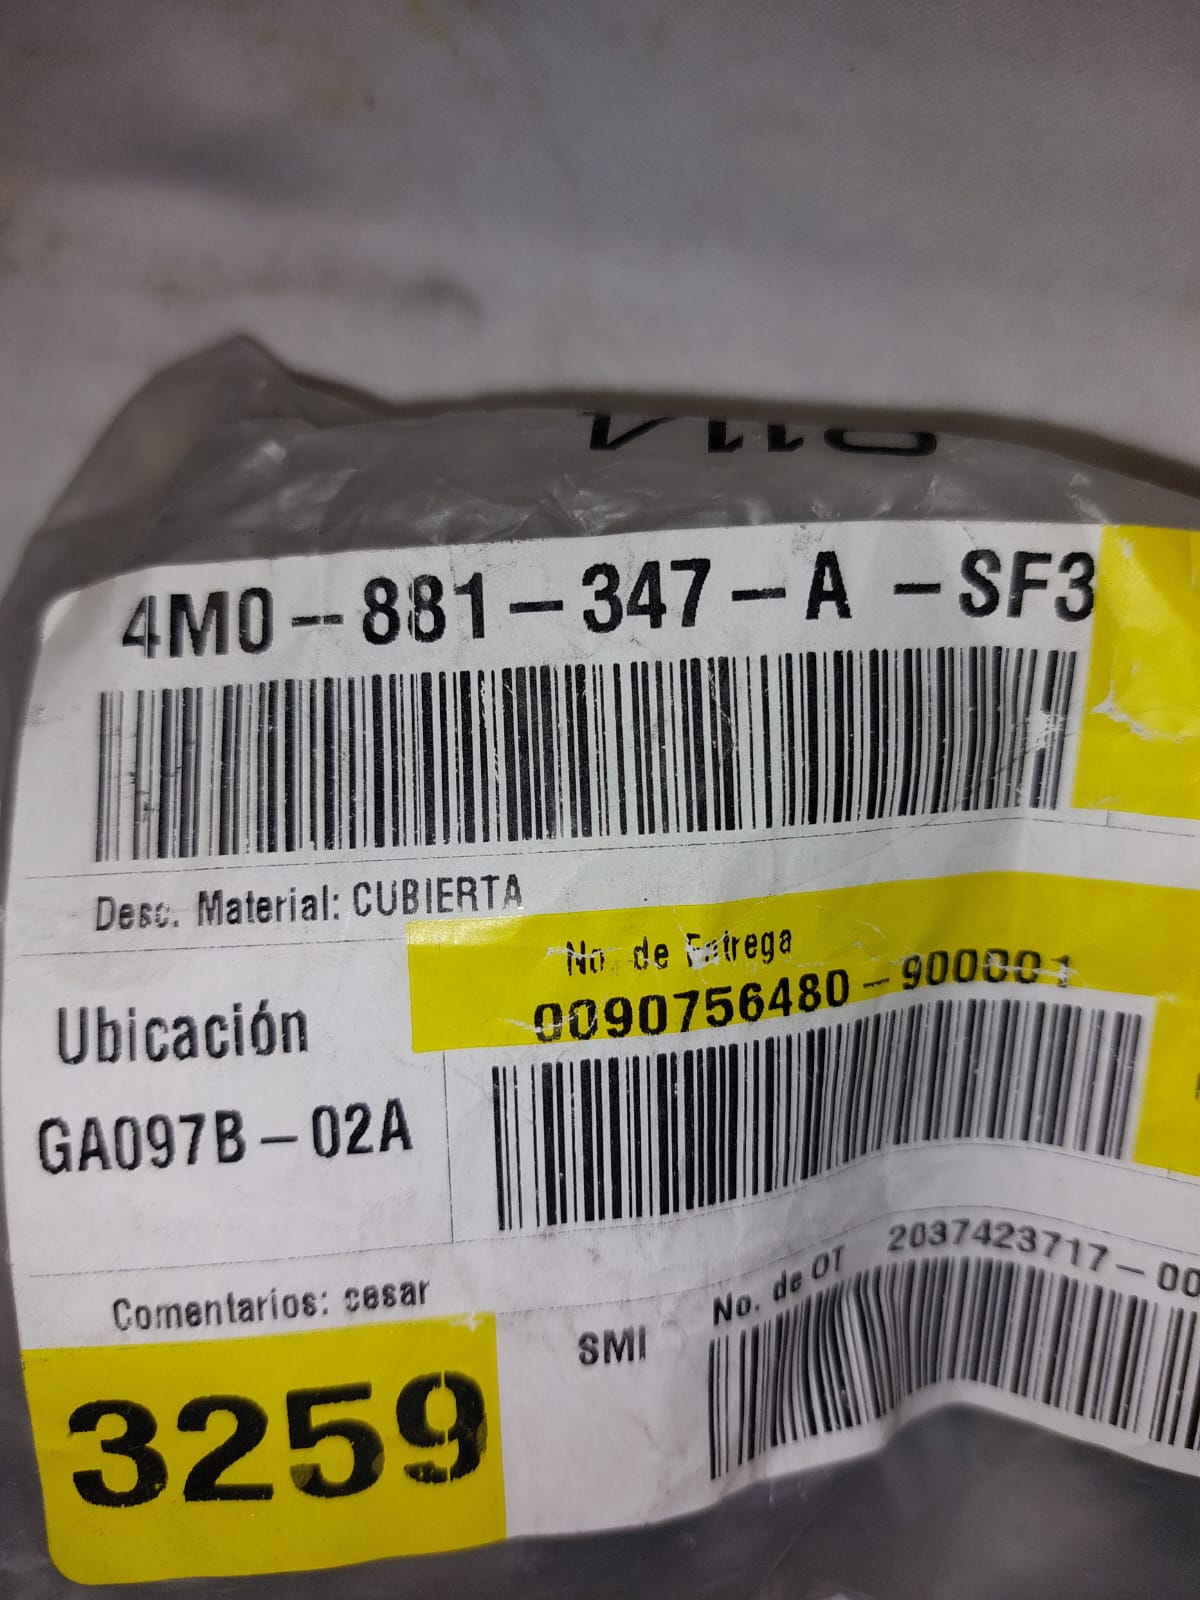 4M0-881-347-A -SF3
Desc. Material: CUBIERTA
No. de Entrega
0090756480-900001
Ubicación
GA097B-02A
No. de OT 2037423717-00
Comentarios: cesar
SMI
3259